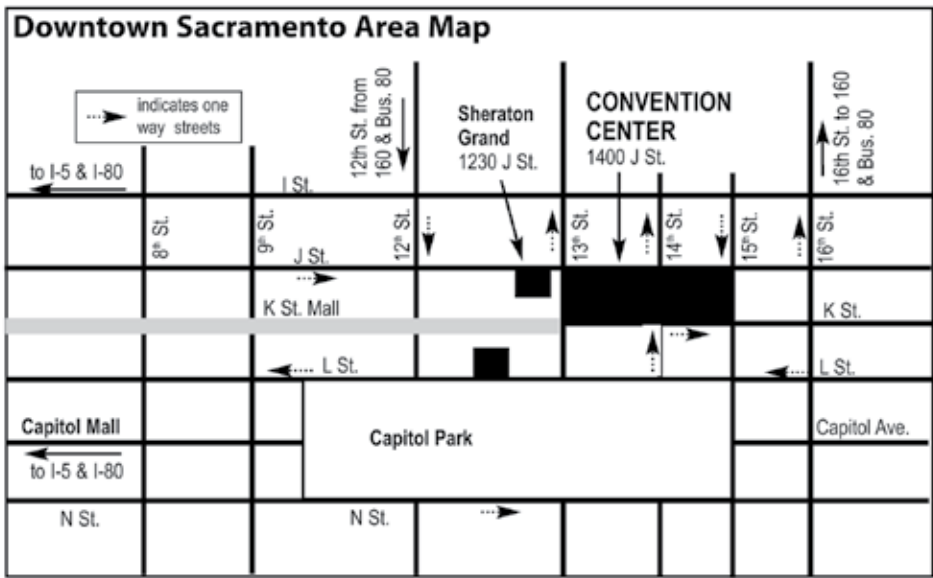 Downtown Sacramento Area Map
indicates one
way streets
12th St. from
160 & Bus. 80
Sheraton
Grand
1230 J St.
CONVENTION
CENTER
1400 J St.
16th St. to 160
& Bus. 80
to I-5 & I-80
I St.
8th St.
9th St.
12th St.
13th St.
14th St.
15th St.
16th St.
J St.
K St. Mall
K St.
L St.
L St.
Capitol Mall
to I-5 & I-80
Capitol Park
Capitol Ave.
N St.
N St.